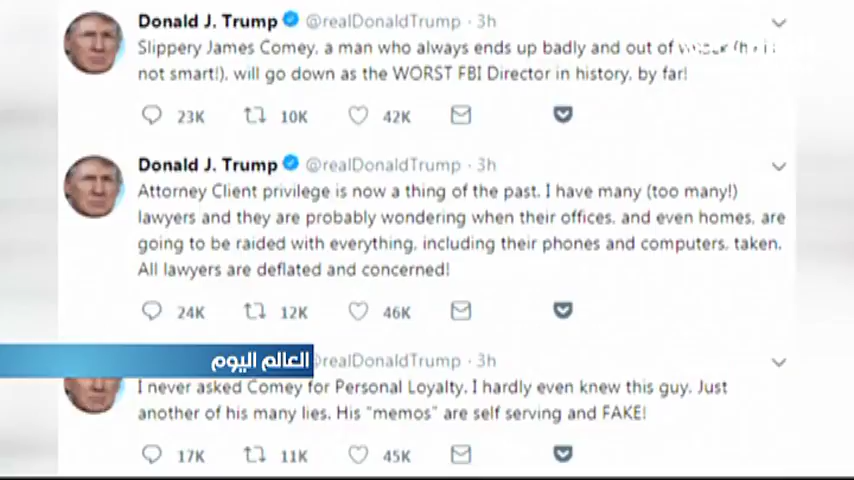 Donald J. Trump @realDonaldTrump · 3h
Slippery James Comey, a man who always ends up badly and out of
not smart!), will go down as the WORST FBI Director in history, by far!
23K 10K 42K
Donald J. Trump @realDonaldTrump · 3h
Attorney Client privilege is now a thing of the past. I have many (too many!)
lawyers and they are probably wondering when their offices, and even homes, are
going to be raided with everything, including their phones and computers, taken.
All lawyers are deflated and concerned!
24K 12K 46K
العالم اليوم
realDonaldTrump · 3h
I never asked Comey for Personal Loyalty. I hardly even knew this guy. Just
another of his many lies. His "memos" are self serving and FAKE!
17K 11K 45K